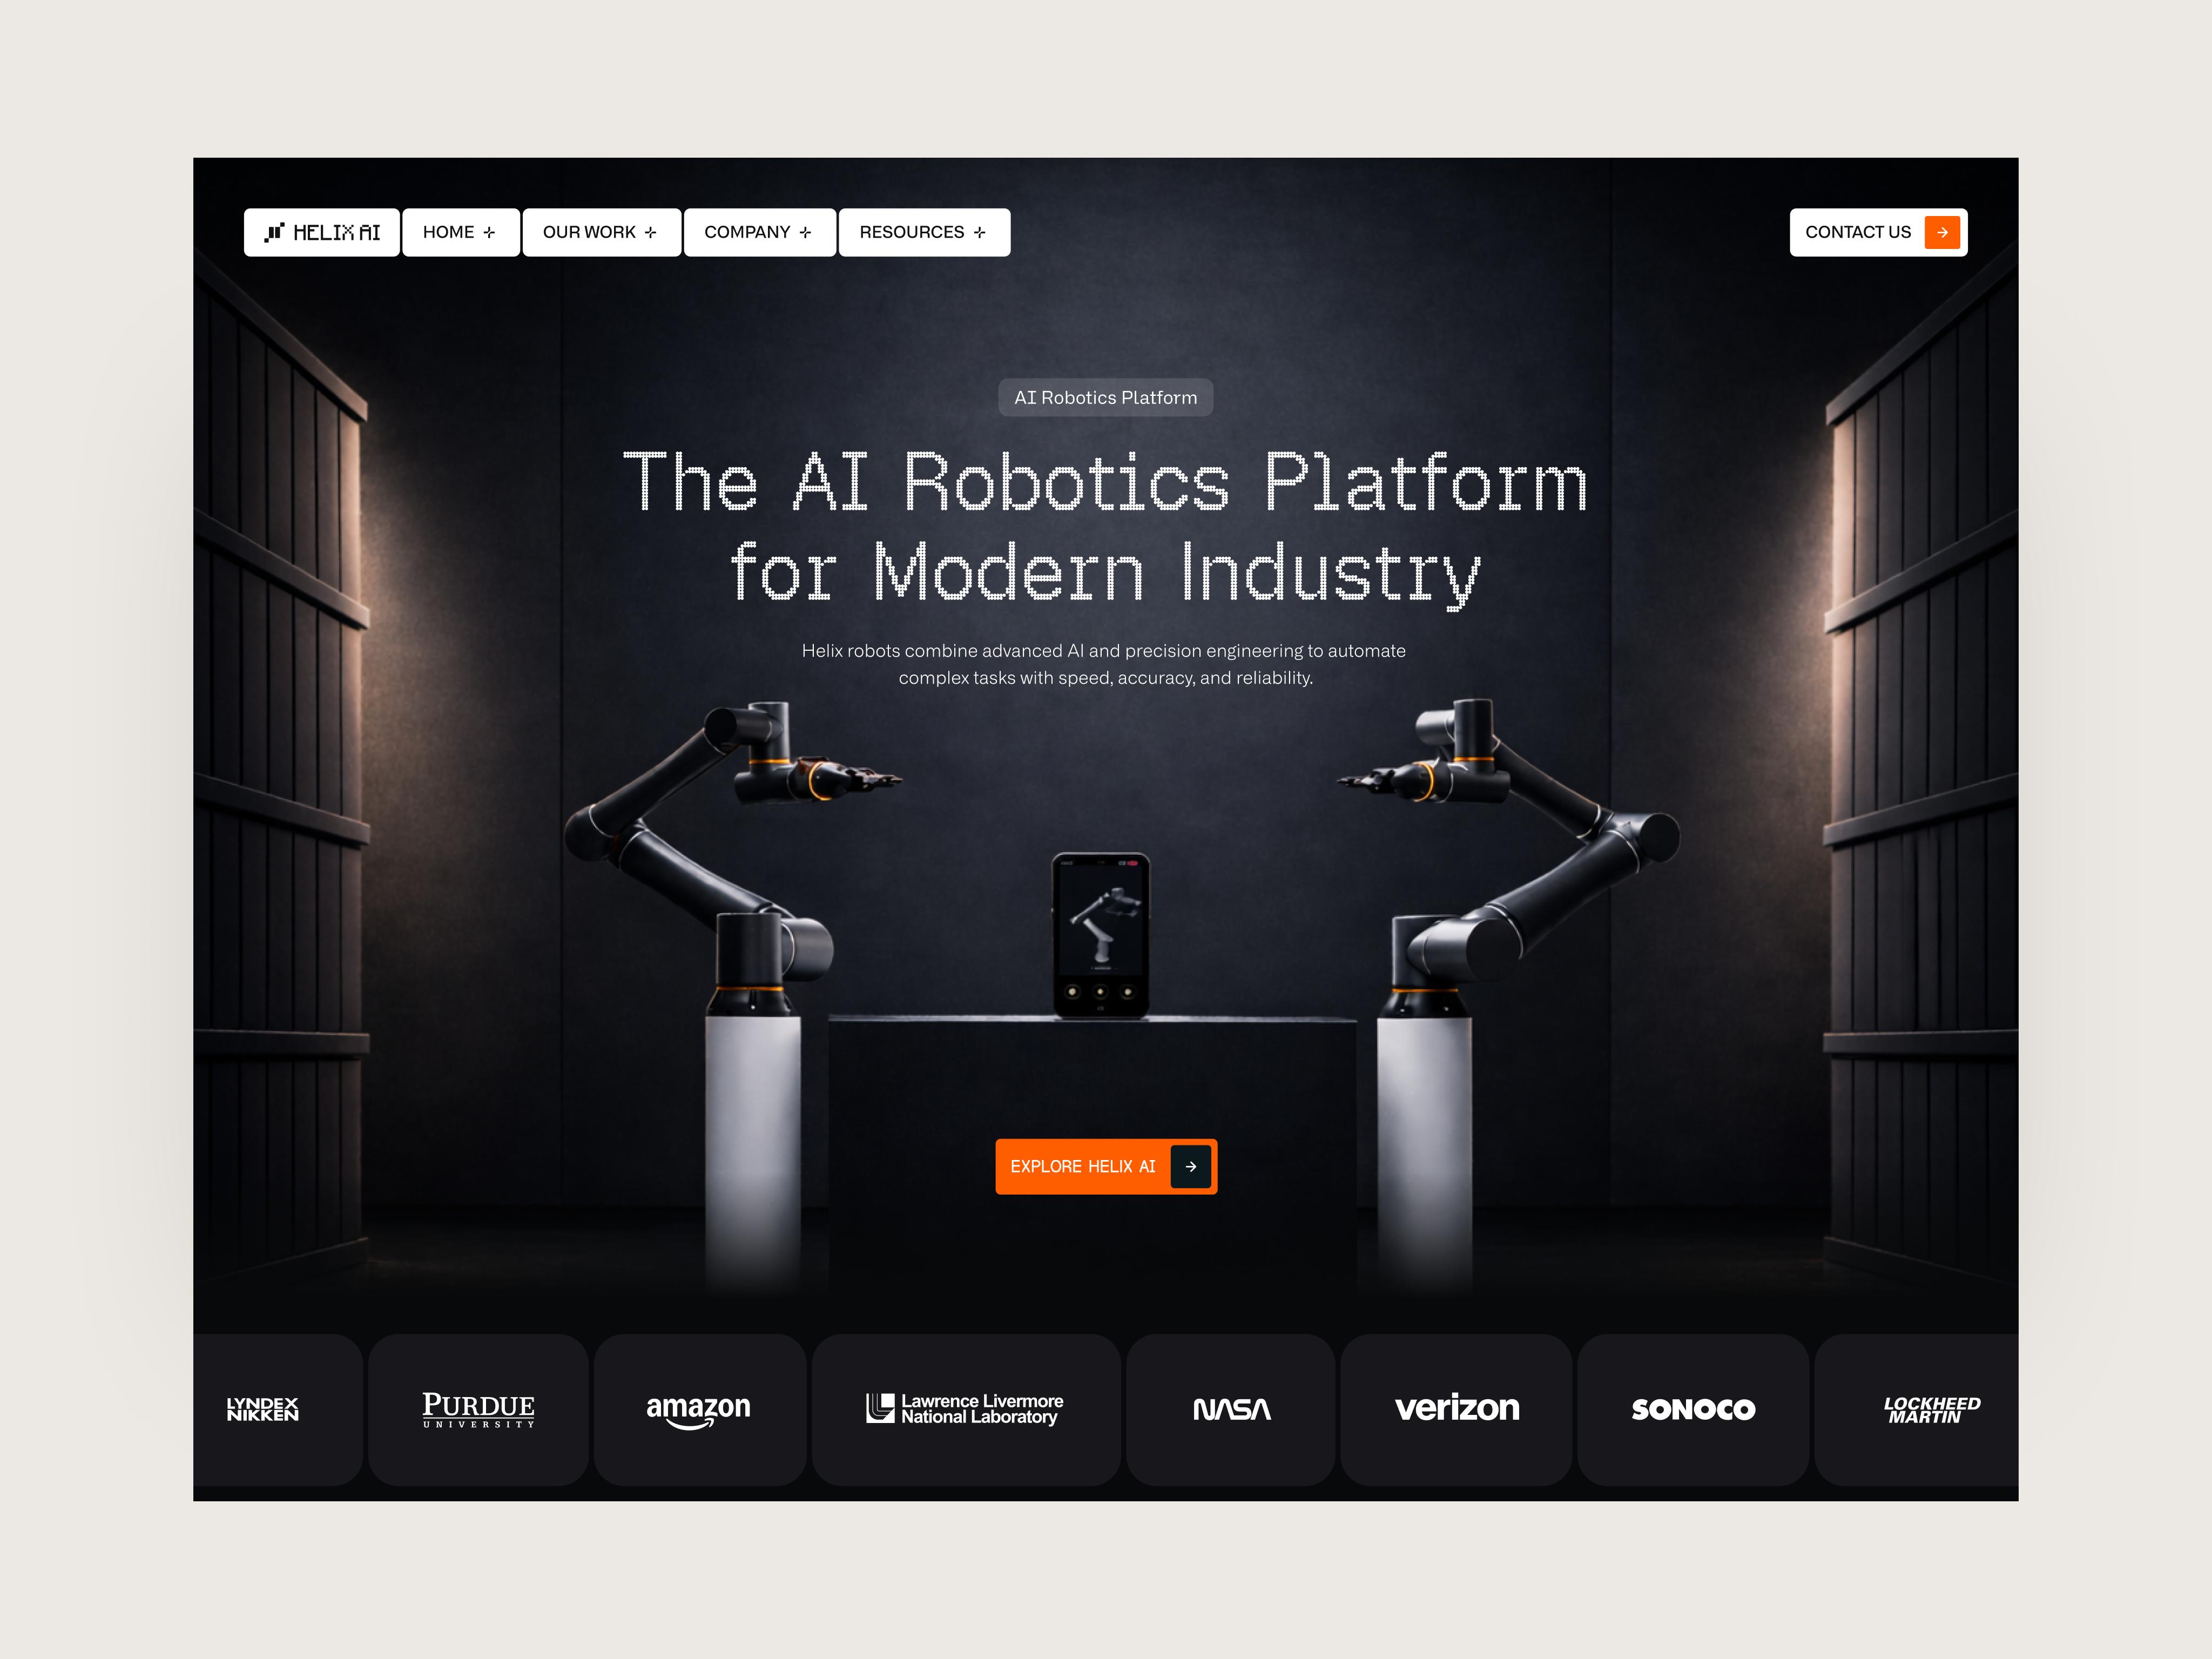 HELIX AI
HOME
OUR WORK
COMPANY
RESOURCES
CONTACT US
AI Robotics Platform
The AI Robotics Platform
for Modern Industry
Helix robots combine advanced AI and precision engineering to automate
complex tasks with speed, accuracy, and reliability.
EXPLORE HELIX AI
LYNDEX
NIKKEN
PURDUE
UNIVERSITY
amazon
Lawrence Livermore
National Laboratory
NASA
verizon
SONOCO
LOCKHEED
MARTIN